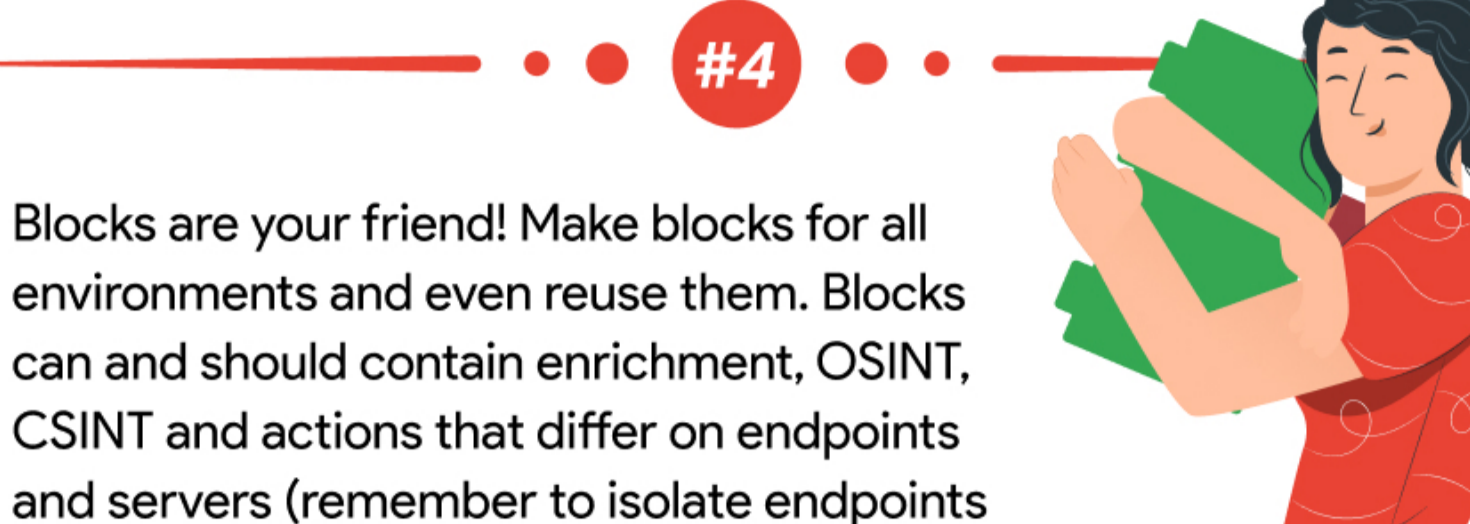 #4
Blocks are your friend! Make blocks for all
environments and even reuse them. Blocks
can and should contain enrichment, OSINT,
CSINT and actions that differ on endpoints
and servers (remember to isolate endpoints